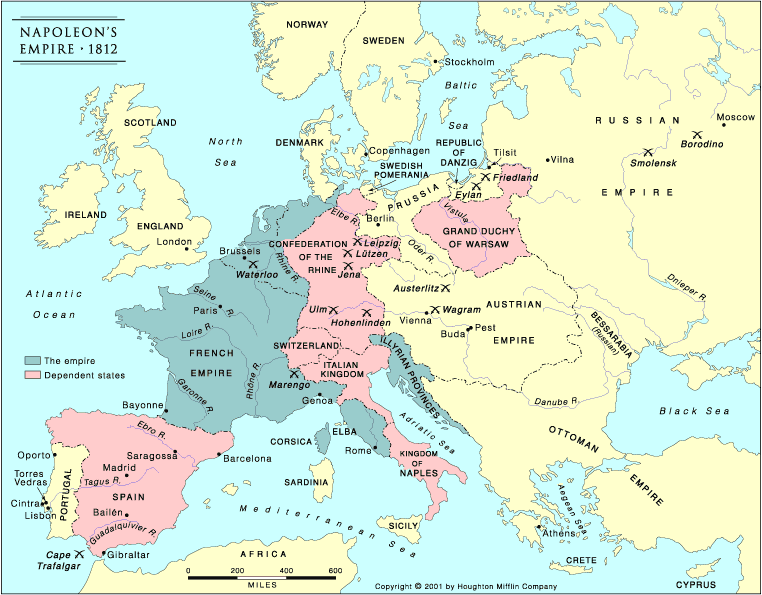 NAPOLEON'S
EMPIRE · 1812
NORWAY
SWEDEN
Stockholm
Baltic
Sea
SCOTLAND
North
Sea
DENMARK
Copenhagen
REPUBLIC
OF
DANZIG
Tilsit
RUSSIAN
EMPIRE
Moscow
Borodino
Smolensk
Vilna
SWEDISH
POMERANIA
Friedland
Eylan
PRUSSIA
IRELAND
ENGLAND
London
Elbe R.
Berlin
Oder R.
Vistula
GRAND DUCHY
OF WARSAW
Brussels
Waterloo
Rhine R.
CONFEDERATION
OF THE
RHINE
Leipzig
Lützen
Jena
Dnieper R.
Atlantic
Ocean
Seine R.
Paris
Loire R.
Austerlitz
Ulm
Hohenlinden
Vienna
Wagram
AUSTRIAN
EMPIRE
Buda
Pest
BESSARABIA
(Russian)
The empire
Dependent states
FRENCH
EMPIRE
SWITZERLAND
ITALIAN
KINGDOM
ILLYRIAN PROVINCES
Garonne R.
Rhône R.
Marengo
Genoa
Danube R.
Black Sea
Bayonne
Ebro R.
CORSICA
ELBA
Rome
Adriatic Sea
KINGDOM
OF
NAPLES
OTTOMAN
EMPIRE
Oporto
Torres
Vedras
Cintra
Lisbon
PORTUGAL
Saragossa
Madrid
Tagus R.
SPAIN
Bailén
Guadalquivir R.
Barcelona
SARDINIA
Mediterranean Sea
SICILY
Aegean
Sea
Athens
Cape
Trafalgar
Gibraltar
AFRICA
CRETE
CYPRUS
0 200 400 600
MILES
Copyright © 2001 by Houghton Mifflin Company